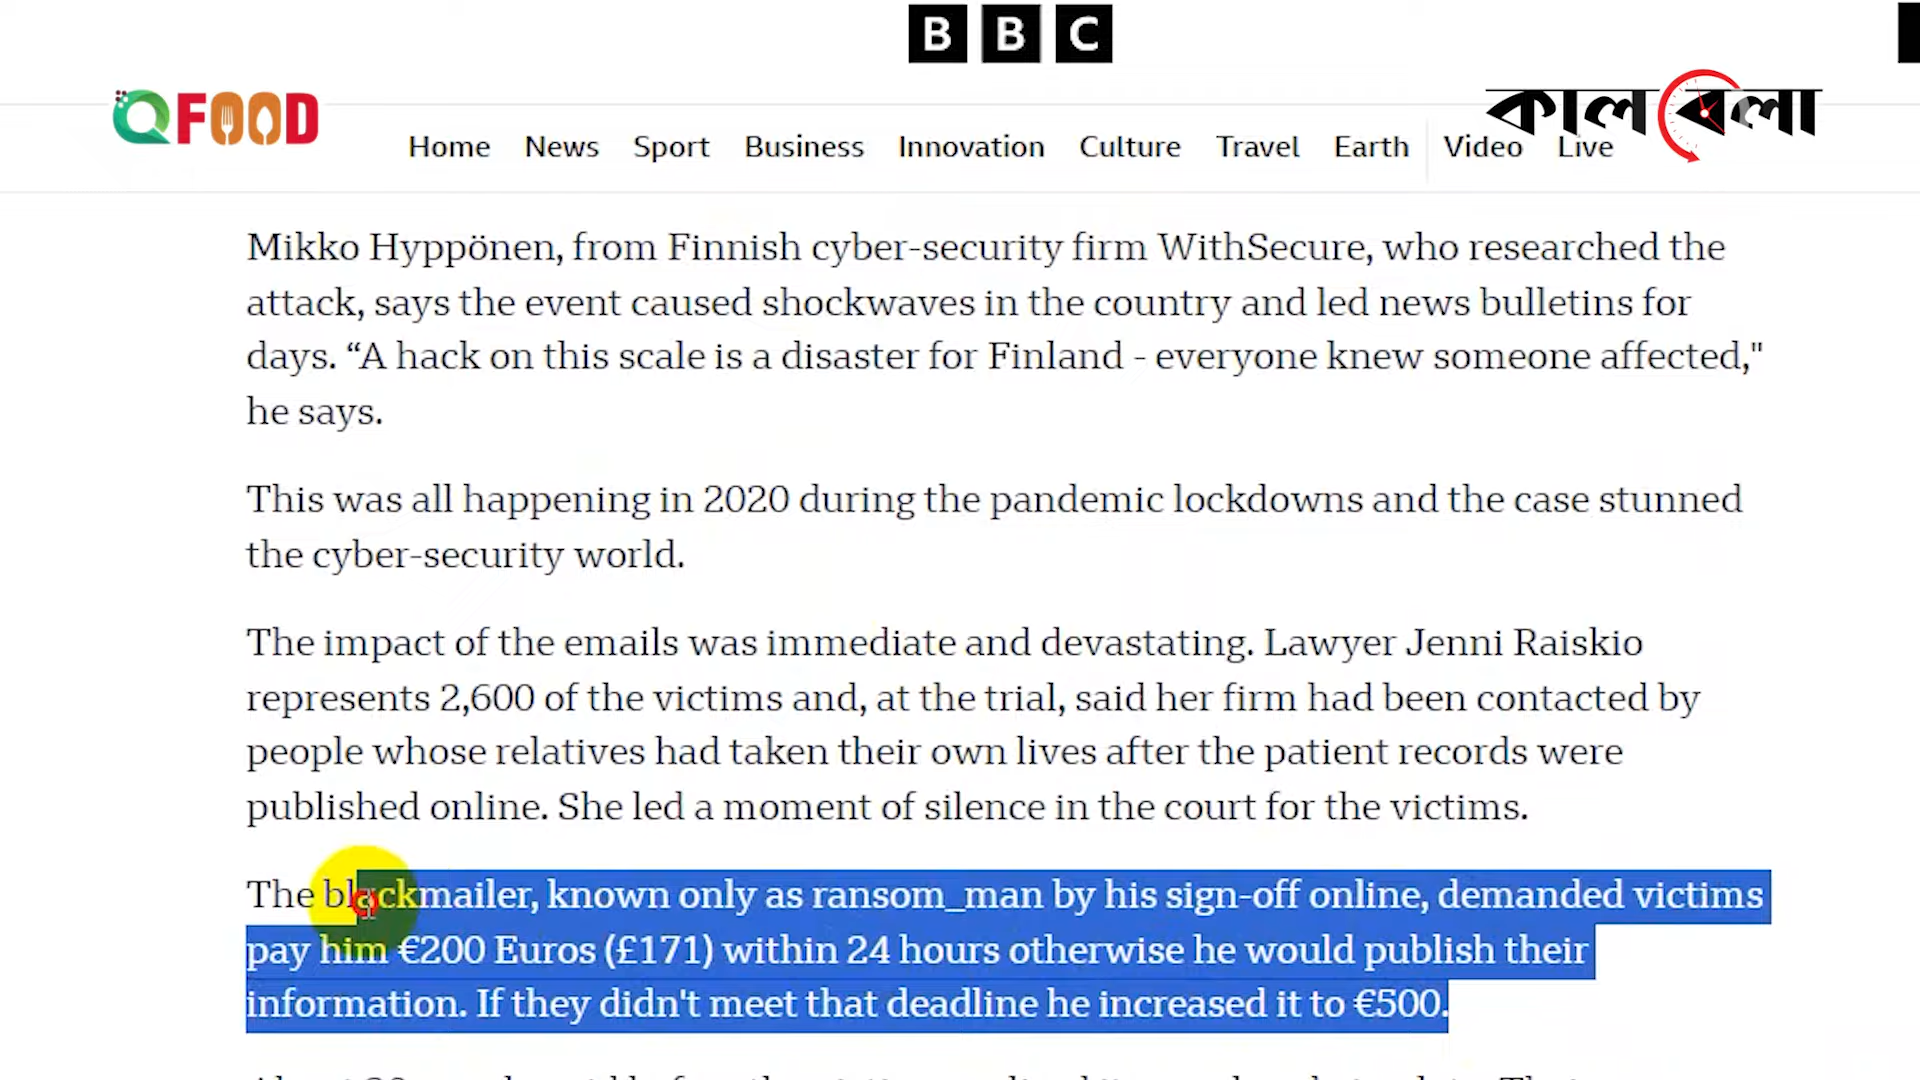 BBC
QFOOD
কালবেলা
Home News Sport Business Innovation Culture Travel Earth Video Live
Mikko Hyppönen, from Finnish cyber-security firm WithSecure, who researched the
attack, says the event caused shockwaves in the country and led news bulletins for
days. “A hack on this scale is a disaster for Finland - everyone knew someone affected,"
he says.
This was all happening in 2020 during the pandemic lockdowns and the case stunned
the cyber-security world.
The impact of the emails was immediate and devastating. Lawyer Jenni Raiskio
represents 2,600 of the victims and, at the trial, said her firm had been contacted by
people whose relatives had taken their own lives after the patient records were
published online. She led a moment of silence in the court for the victims.
The blackmailer, known only as ransom_man by his sign-off online, demanded victims
pay him €200 Euros (£171) within 24 hours otherwise he would publish their
information. If they didn't meet that deadline he increased it to €500.